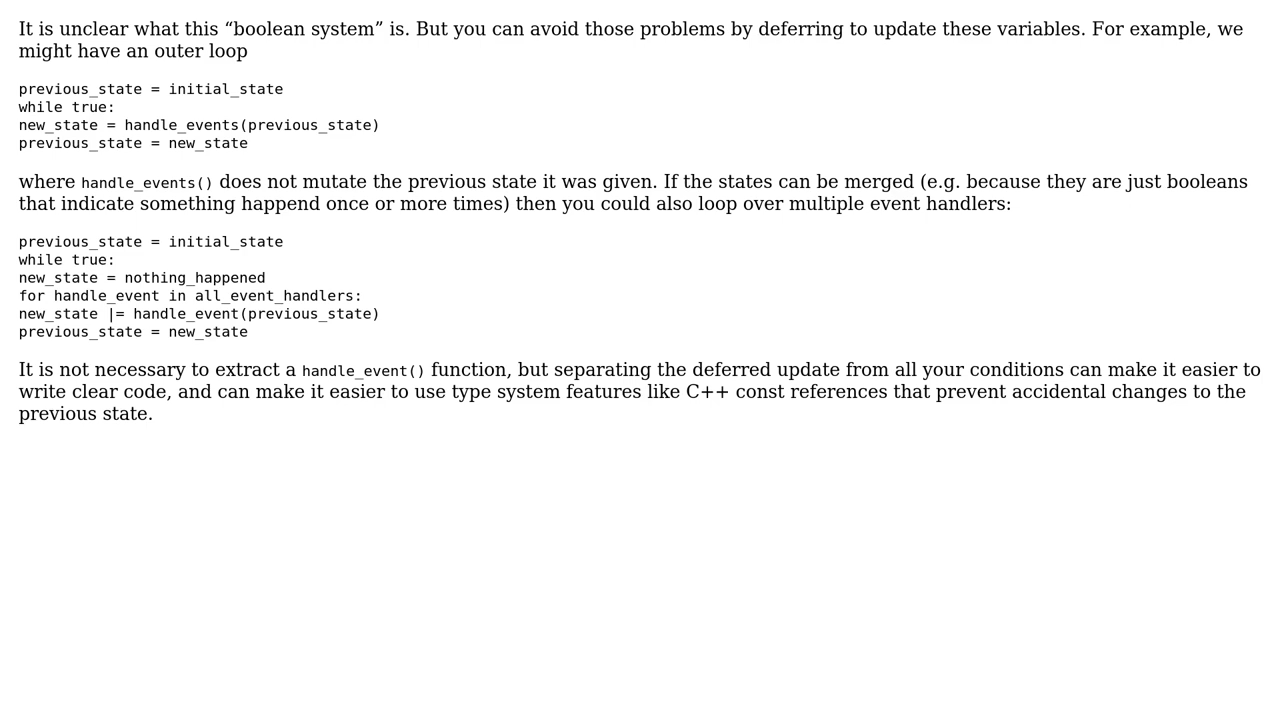 It is unclear what this “boolean system” is. But you can avoid those problems by deferring to update these variables. For example, we
might have an outer loop
previous_state = initial_state
while true:
new_state = handle_events(previous_state)
previous_state = new_state
where handle_events() does not mutate the previous state it was given. If the states can be merged (e.g. because they are just booleans
that indicate something happend once or more times) then you could also loop over multiple event handlers:
previous_state = initial_state
while true:
new_state = nothing_happened
for handle_event in all_event_handlers:
new_state |= handle_event(previous_state)
previous_state = new_state
It is not necessary to extract a handle_event() function, but separating the deferred update from all your conditions can make it easier to
write clear code, and can make it easier to use type system features like C++ const references that prevent accidental changes to the
previous state.